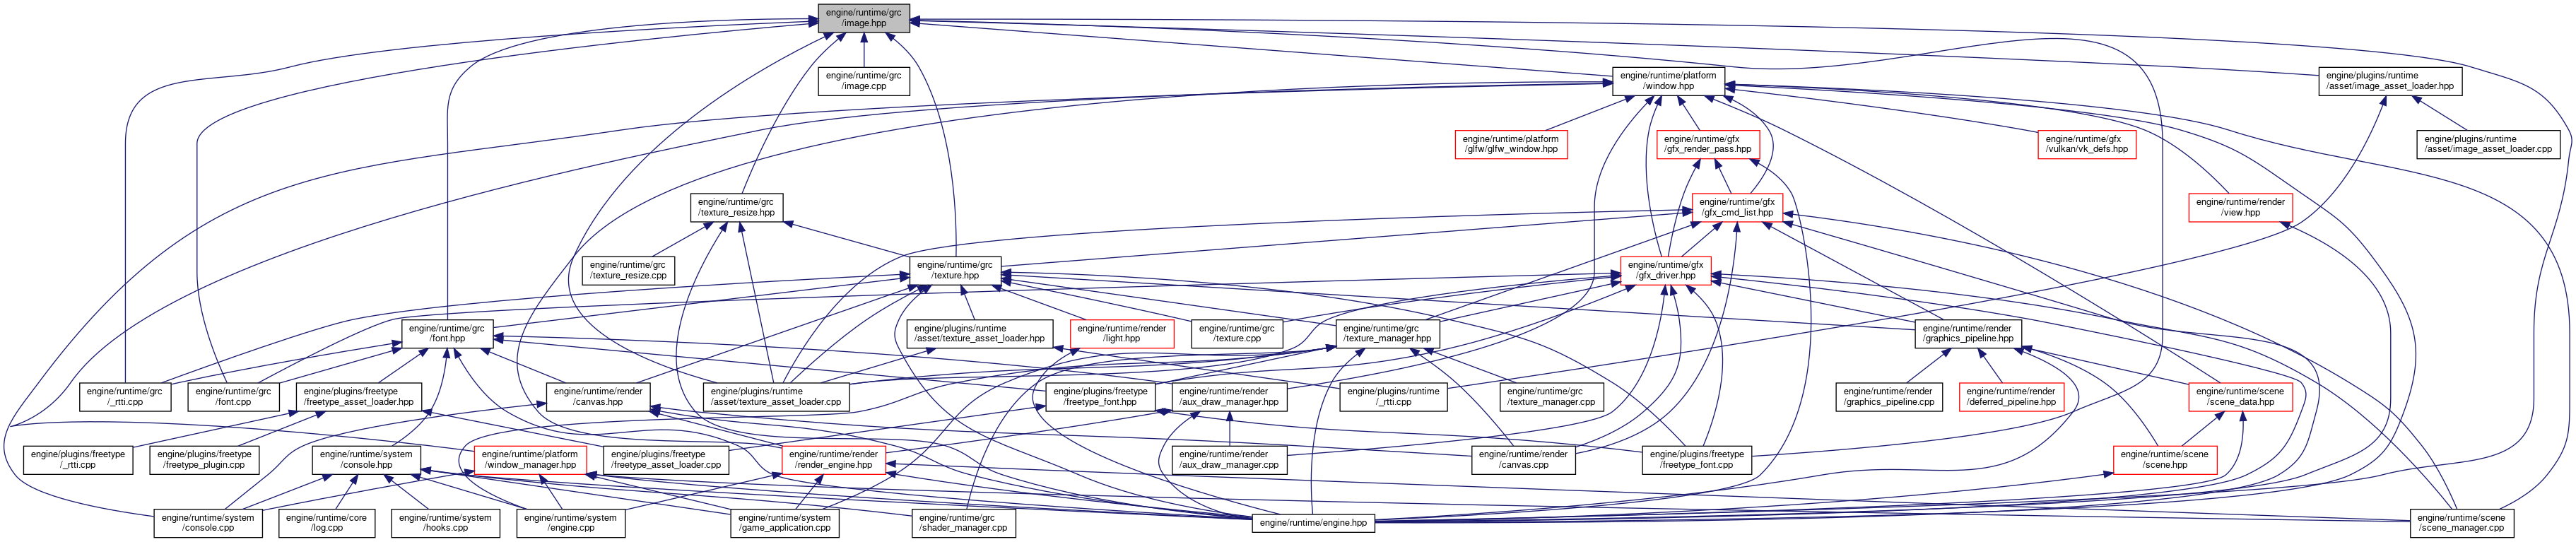 engine/runtime/grc
/image.hpp
engine/runtime/grc
/image.cpp
engine/runtime/platform
/window.hpp
engine/plugins/runtime
/asset/image_asset_loader.hpp
engine/runtime/platform
/glfw/glfw_window.hpp
engine/runtime/gfx
/gfx_render_pass.hpp
engine/runtime/gfx
/vulkan/vk_defs.hpp
engine/plugins/runtime
/asset/image_asset_loader.cpp
engine/runtime/grc
/texture_resize.hpp
engine/runtime/gfx
/gfx_cmd_list.hpp
engine/runtime/render
/view.hpp
engine/runtime/grc
/texture_resize.cpp
engine/runtime/grc
/texture.hpp
engine/runtime/gfx
/gfx_driver.hpp
engine/runtime/grc
/font.hpp
engine/plugins/runtime
/asset/texture_asset_loader.hpp
engine/runtime/render
/light.hpp
engine/runtime/grc
/texture.cpp
engine/runtime/grc
/texture_manager.hpp
engine/runtime/render
/graphics_pipeline.hpp
engine/runtime/grc
/_rtti.cpp
engine/runtime/grc
/font.cpp
engine/plugins/freetype
/freetype_asset_loader.hpp
engine/runtime/render
/canvas.hpp
engine/plugins/runtime
/asset/texture_asset_loader.cpp
engine/plugins/freetype
/freetype_font.hpp
engine/runtime/render
/aux_draw_manager.hpp
engine/plugins/runtime
/_rtti.cpp
engine/runtime/grc
/texture_manager.cpp
engine/runtime/render
/graphics_pipeline.cpp
engine/runtime/render
/deferred_pipeline.hpp
engine/runtime/scene
/scene_data.hpp
engine/plugins/freetype
/_rtti.cpp
engine/plugins/freetype
/freetype_plugin.cpp
engine/runtime/system
/console.hpp
engine/runtime/platform
/window_manager.hpp
engine/plugins/freetype
/freetype_asset_loader.cpp
engine/runtime/render
/render_engine.hpp
engine/runtime/render
/aux_draw_manager.cpp
engine/runtime/render
/canvas.cpp
engine/plugins/freetype
/freetype_font.cpp
engine/runtime/scene
/scene.hpp
engine/runtime/system
/console.cpp
engine/runtime/core
/log.cpp
engine/runtime/system
/hooks.cpp
engine/runtime/system
/engine.cpp
engine/runtime/system
/game_application.cpp
engine/runtime/grc
/shader_manager.cpp
engine/runtime/engine.hpp
engine/runtime/scene
/scene_manager.cpp